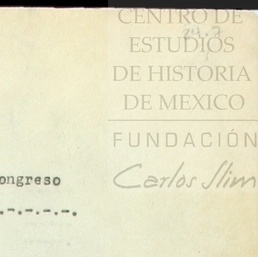 CENTRO DE
ESTUDIOS
DE HISTORIA
DE MEXICO
FUNDACIÓN
Carlos Slim
ongreso
.-.-.-.-.